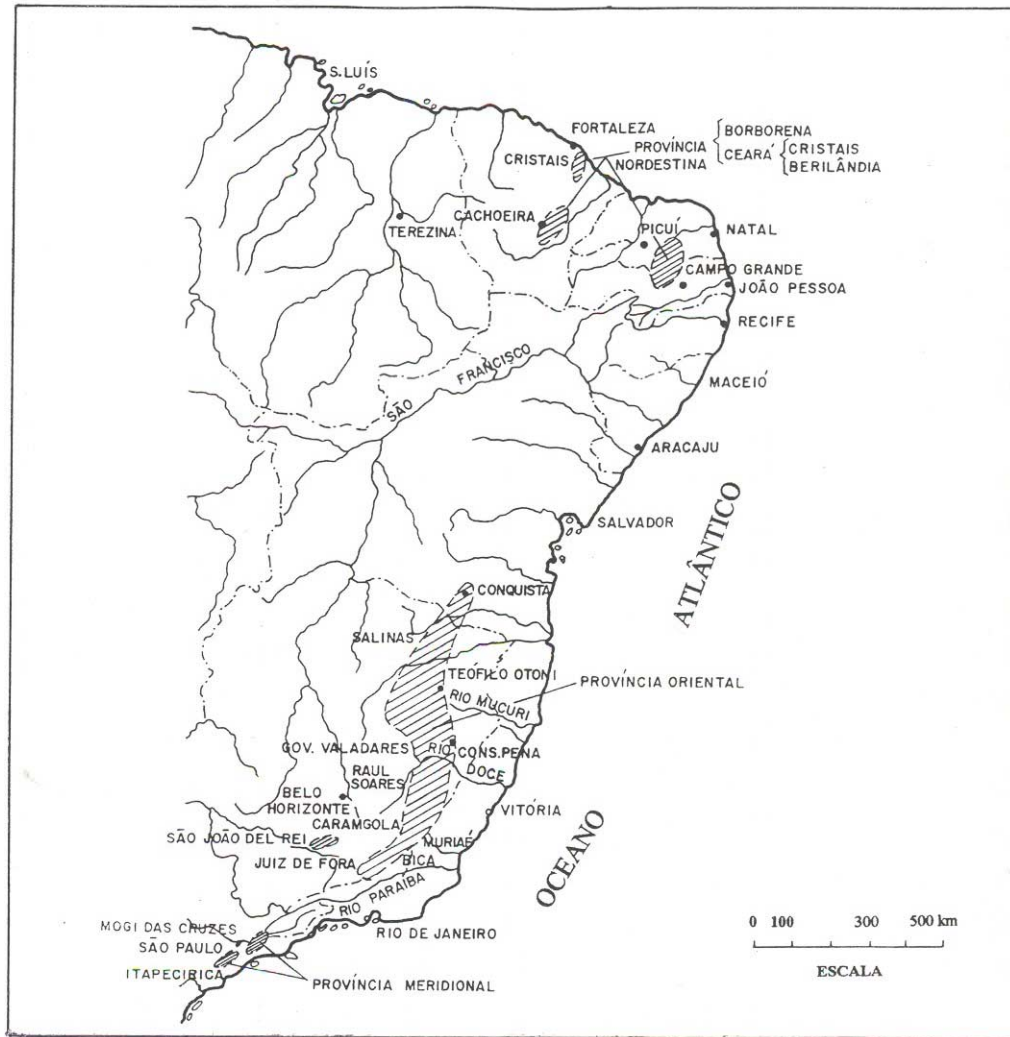 S. LUÍS
FORTALEZA
CRISTAIS
PROVÍNCIA
NORDESTINA
BORBORENA
CEARÁ
CRISTAIS
BERILÂNDIA
CACHOEIRA
TEREZINA
PICUÍ
NATAL
CAMPO GRANDE
JOÃO PESSOA
RECIFE
SÃO FRANCISCO
MACEIÓ
ARACAJU
SALVADOR
ATLÂNTICO
CONQUISTA
SALINAS
TEÓFILO OTONI
RIO MUCURI
PROVÍNCIA ORIENTAL
GOV. VALADARES
RIO DOCE
CONS. PENA
RAUL
SOARES
BELO
HORIZONTE
VITÓRIA
CARAMGOLA
SÃO JOÃO DEL REI
MURIAÉ
JUIZ DE FORA
BICA
OCEANO
RIO PARAÍBA
MOGI DAS CRUZES
SÃO PAULO
RIO DE JANEIRO
ITAPECIRICA
PROVÍNCIA MERIDIONAL
0 100 300 500 km
ESCALA